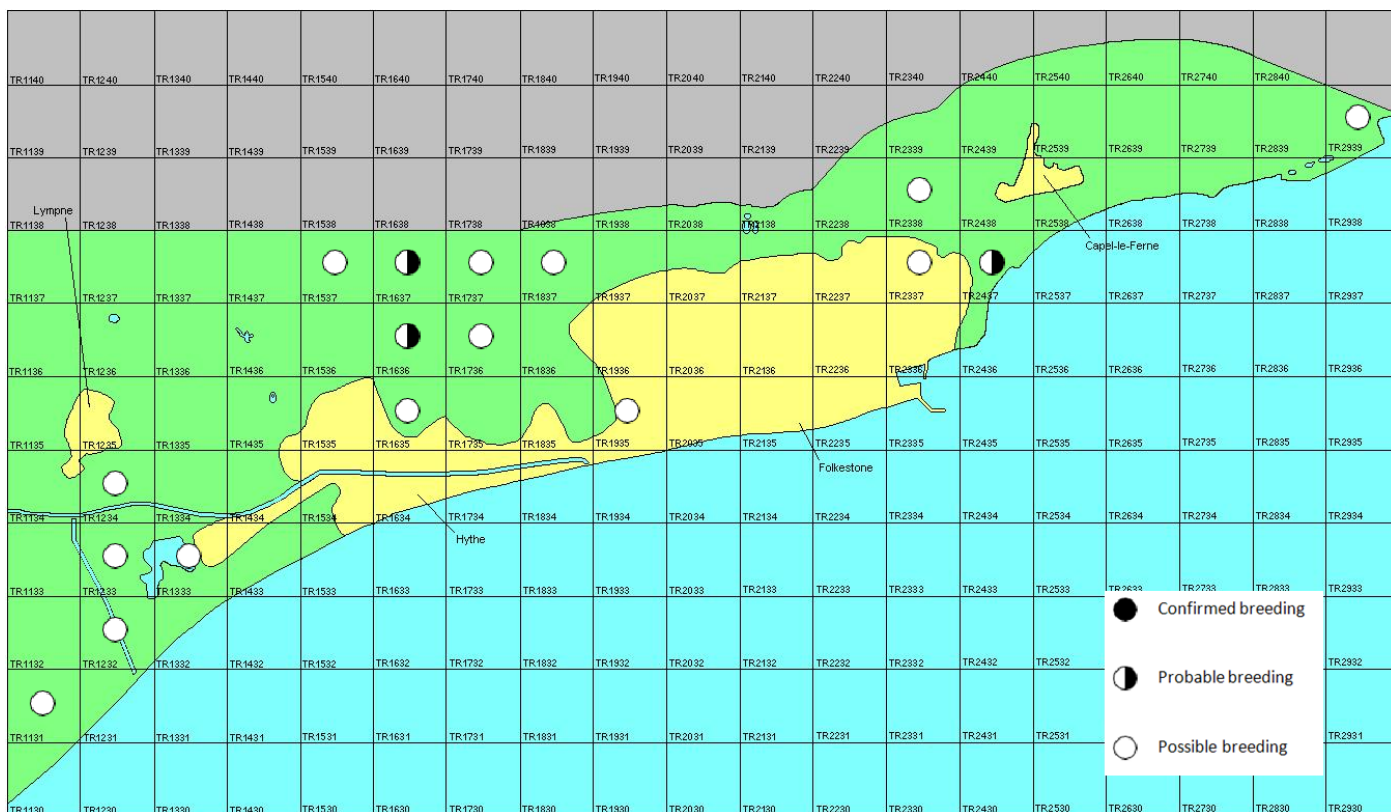 TR1140 TR1240 TR1340 TR1440 TR1540 TR1640 TR1740 TR1840 TR1940 TR2040 TR2140 TR2240 TR2340 TR2440 TR2540 TR2640 TR2740 TR2840
TR1139 TR1239 TR1339 TR1439 TR1539 TR1639 TR1739 TR1839 TR1939 TR2039 TR2139 TR2239 TR2339 TR2439 TR2539 TR2639 TR2739 TR2839 TR2939
Lympne
TR1138 TR1238 TR1338 TR1438 TR1538 TR1638 TR1738 TR1938 TR2038 TR2138 TR2238 TR2338 TR2438 TR2538 TR2638 TR2738 TR2838 TR2938
Capel-le-Ferne
TR1137 TR1237 TR1337 TR1437 TR1537 TR1637 TR1737 TR1837 TR1937 TR2037 TR2137 TR2237 TR2337 TR2437 TR2537 TR2637 TR2737 TR2837 TR2937
TR1136 TR1236 TR1336 TR1436 TR1536 TR1636 TR1736 TR1836 TR1936 TR2036 TR2136 TR2236 TR2336 TR2436 TR2536 TR2636 TR2736 TR2836 TR2936
TR1135 TR1235 TR1335 TR1435 TR1535 TR1635 TR1735 TR1835 TR1935 TR2035 TR2135 TR2235 TR2335 TR2435 TR2535 TR2635 TR2735 TR2835 TR2935
Folkestone
TR1134 TR1234 TR1334 TR1434 TR1534 TR1634 TR1734 TR1834 TR1934 TR2034 TR2134 TR2234 TR2334 TR2434 TR2534 TR2634 TR2734 TR2834 TR2934
Hythe
TR1133 TR1233 TR1333 TR1433 TR1533 TR1633 TR1733 TR1833 TR1933 TR2033 TR2133 TR2233 TR2333 TR2433 TR2533 TR2633 TR2733 TR2833 TR2933
Confirmed breeding
TR1132 TR1232 TR1332 TR1432 TR1532 TR1632 TR1732 TR1832 TR1932 TR2032 TR2132 TR2232 TR2332 TR2432 TR2532 TR2932
Probable breeding
TR1131 TR1231 TR1331 TR1431 TR1531 TR1631 TR1731 TR1831 TR1931 TR2031 TR2131 TR2231 TR2331 TR2431 TR2531 TR2931
Possible breeding
TR1130 TR1230 TR1330 TR1430 TR1530 TR1630 TR1730 TR1830 TR1930 TR2030 TR2130 TR2230 TR2330 TR2430 TR2530 TR2630 TR2730 TR2830 TR2930